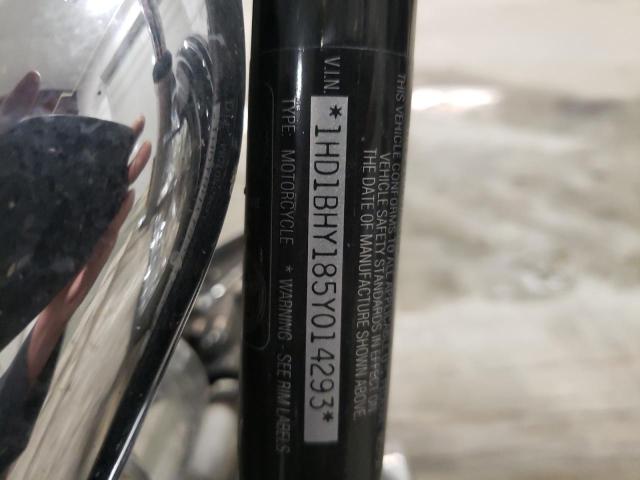 THIS VEHICLE CONFORMS TO ALL
VEHICLE SAFETY STANDARDS IN EFFECT ON
THE DATE OF MANUFACTURE SHOWN ABOVE.
V.I.N. *1HD1BHY185Y014293*
TYPE: MOTORCYCLE * WARNING - SEE RIM LABELS